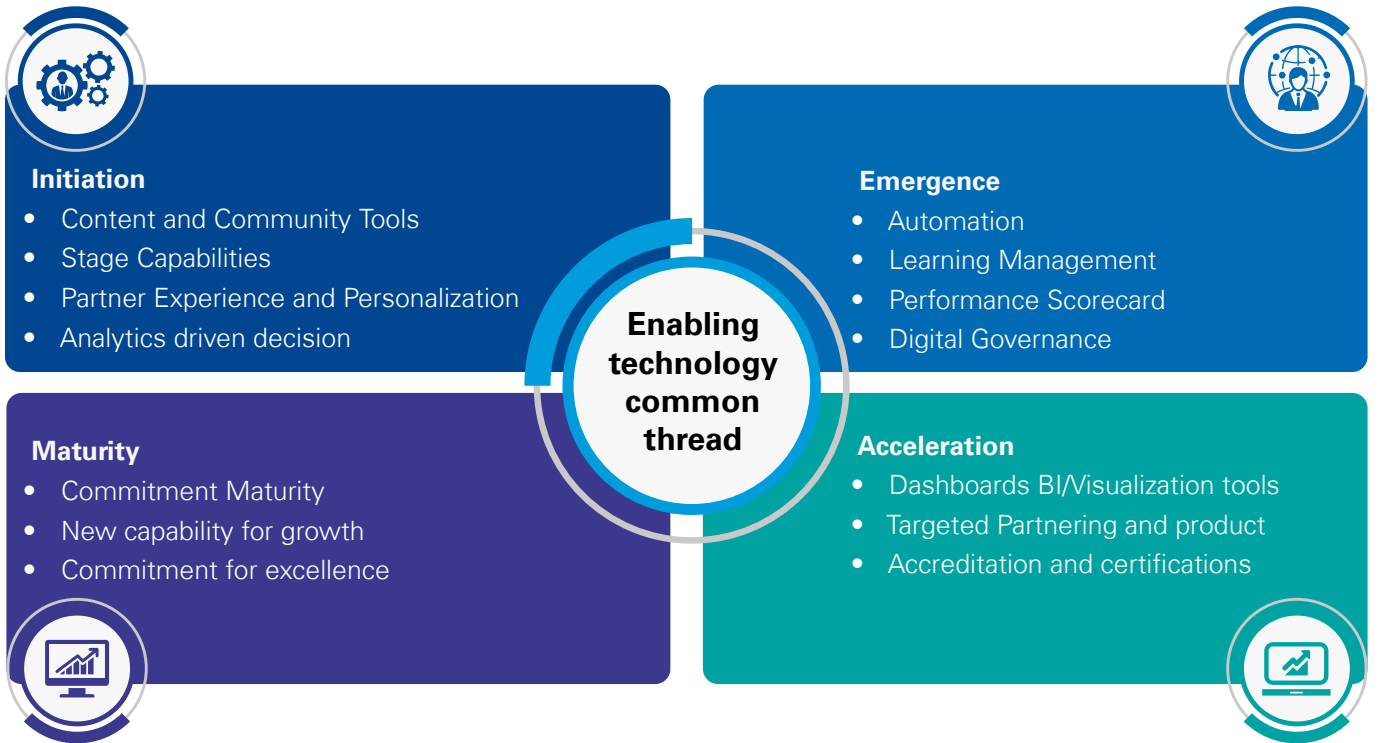 Initiation
• Content and Community Tools
• Stage Capabilities
• Partner Experience and Personalization
• Analytics driven decision
Emergence
• Automation
• Learning Management
• Performance Scorecard
• Digital Governance
Enabling
technology
common
thread
Maturity
• Commitment Maturity
• New capability for growth
• Commitment for excellence
Acceleration
• Dashboards BI/Visualization tools
• Targeted Partnering and product
• Accreditation and certifications